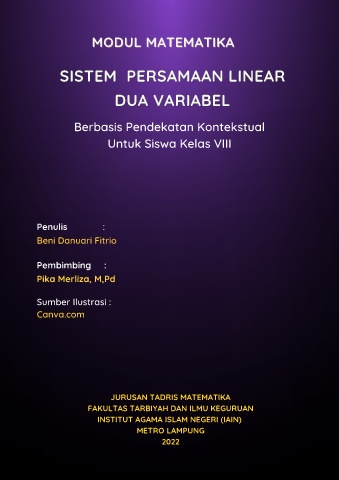 MODUL MATEMATIKA
SISTEM PERSAMAAN LINEAR
DUA VARIABEL
Berbasis Pendekatan Kontekstual
Untuk Siswa Kelas VIII
Penulis :
Beni Danuari Fitrio
Pembimbing :
Pika Merliza, M,Pd
Sumber Ilustrasi :
Canva.com
JURUSAN TADRIS MATEMATIKA
FAKULTAS TARBIYAH DAN ILMU KEGURUAN
INSTITUT AGAMA ISLAM NEGERI (IAIN)
METRO LAMPUNG
2022